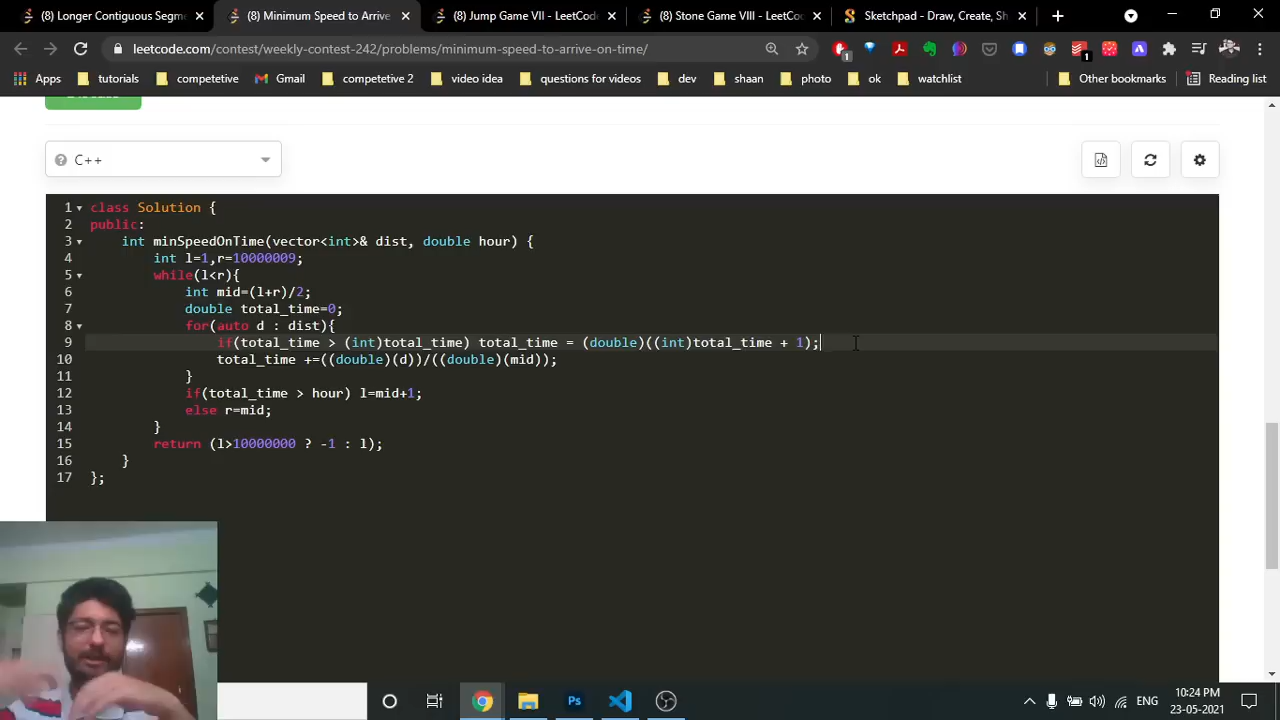 (8) Longer Contiguous Segm
(8) Minimum Speed to Arrive
(8) Jump Game VII - LeetCode
(8) Stone Game VIII - LeetCo
Sketchpad - Draw, Create, Sh
leetcode.com/contest/weekly-contest-242/problems/minimum-speed-to-arrive-on-time/
1
1
Apps
tutorials
competetive
Gmail
competetive 2
video idea
questions for videos
dev
shaan
photo
ok
watchlist
Other bookmarks
Reading list
C++
1 class Solution {
2 public:
3 int minSpeedOnTime(vector<int>& dist, double hour) {
4 int l=1,r=10000009;
5 while(l<r){
6 int mid=(l+r)/2;
7 double total_time=0;
8 for(auto d : dist){
9 if(total_time > (int)total_time) total_time = (double)((int)total_time + 1);
10 total_time +=((double)(d))/((double)(mid));
11 }
12 if(total_time > hour) l=mid+1;
13 else r=mid;
14 }
15 return (l>10000000 ? -1 : l);
16 }
17 };
ENG
10:24 PM
23-05-2021